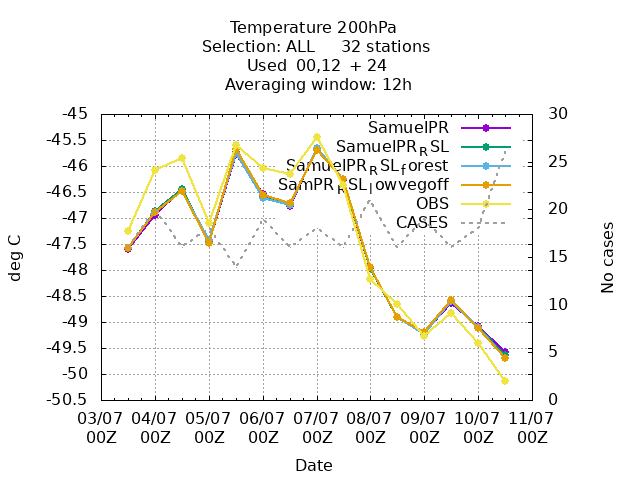 Temperature 200hPa
Selection: ALL 32 stations
Used 00,12 + 24
Averaging window: 12h
-45
-45.5
-46
-46.5
-47
-47.5
-48
-48.5
-49
-49.5
-50
-50.5
deg C
SamuelPR
SamuelPR_RSL
SamuelPR_RSL_forest
SamPR_RSL_lowvegoff
OBS
CASES
30
25
20
15
10
5
0
No cases
03/07 04/07 05/07 06/07 07/07 08/07 09/07 10/07 11/07
00Z 00Z 00Z 00Z 00Z 00Z 00Z 00Z 00Z
Date